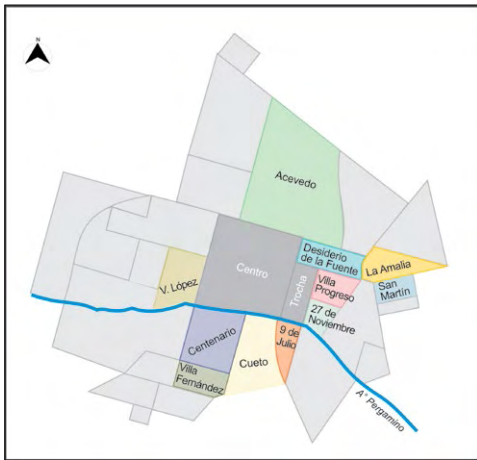 N
Acevedo
Desiderio
de la Fuente
La Amalia
Centro
Trocha
Villa
Progreso
San
Martín
V. López
27 de
Noviembre
Centenario
9 de
Julio
Cueto
Villa
Fernández
A° Pergamino